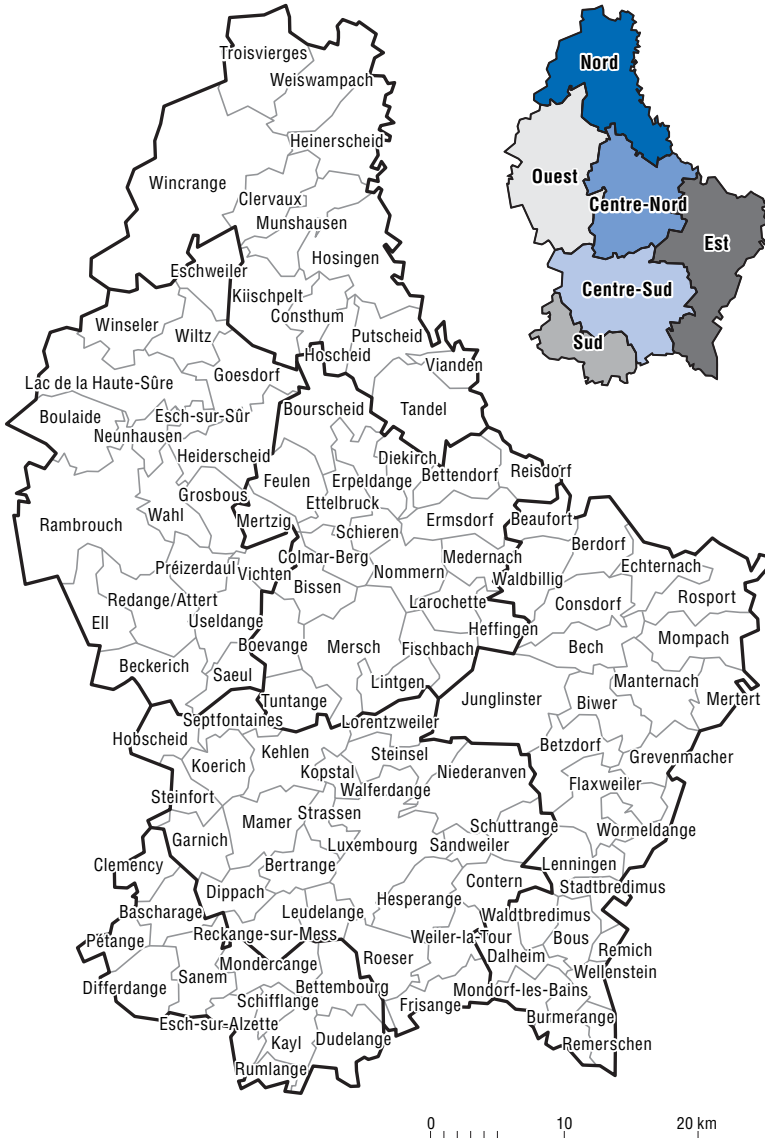 Troisvierges
Weiswampach
Heinerscheid
Wincrange
Clervaux
Munshausen
Hosingen
Eschweiler
Kiischpelt
Consthum
Winseler
Wiltz
Putscheid
Hoscheid
Vianden
Goesdorf
Lac de la Haute-Sûre
Bourscheid
Tandel
Boulaide
Esch-sur-Sûr
Neunhausen
Heiderscheid
Diekirch
Bettendorf
Reisdorf
Feulen
Erpeldange
Grosbous
Ettelbruck
Wahl
Rambrouch
Mertzig
Ermsdorf
Beaufort
Schieren
Berdorf
Colmar-Berg
Medernach
Echternach
Préizerdaul
Vichten
Nommern
Waldbillig
Bissen
Redange/Attert
Larochette
Consdorf
Rosport
Ell
Useldange
Heffingen
Mompach
Boevange
Mersch
Fischbach
Bech
Beckerich
Saeul
Lintgen
Manternach
Junglinster
Biwer
Mertert
Tuntange
Septfontaines
Lorentzweiler
Hobscheid
Kehlen
Steinsel
Betzdorf
Grevenmacher
Koerich
Kopstal
Niederanven
Walferdange
Flaxweiler
Steinfort
Strassen
Mamer
Schuttrange
Wormeldange
Garnich
Luxembourg
Sandweiler
Clemency
Bertrange
Lenningen
Contern
Stadtbredimus
Dippach
Hesperange
Bascharage
Leudelange
Waldtbredimus
Reckange-sur-Mess
Weiler-la-Tour
Bous
Pétange
Remich
Roeser
Dalheim
Mondercange
Wellenstein
Sanem
Differdange
Bettembourg
Mondorf-les-Bains
Schifflange
Frisange
Burmerange
Esch-sur-Alzette
Kayl
Dudelange
Remerschen
Rumlange
Nord
Ouest
Centre-Nord
Est
Centre-Sud
Sud
0 10 20 km